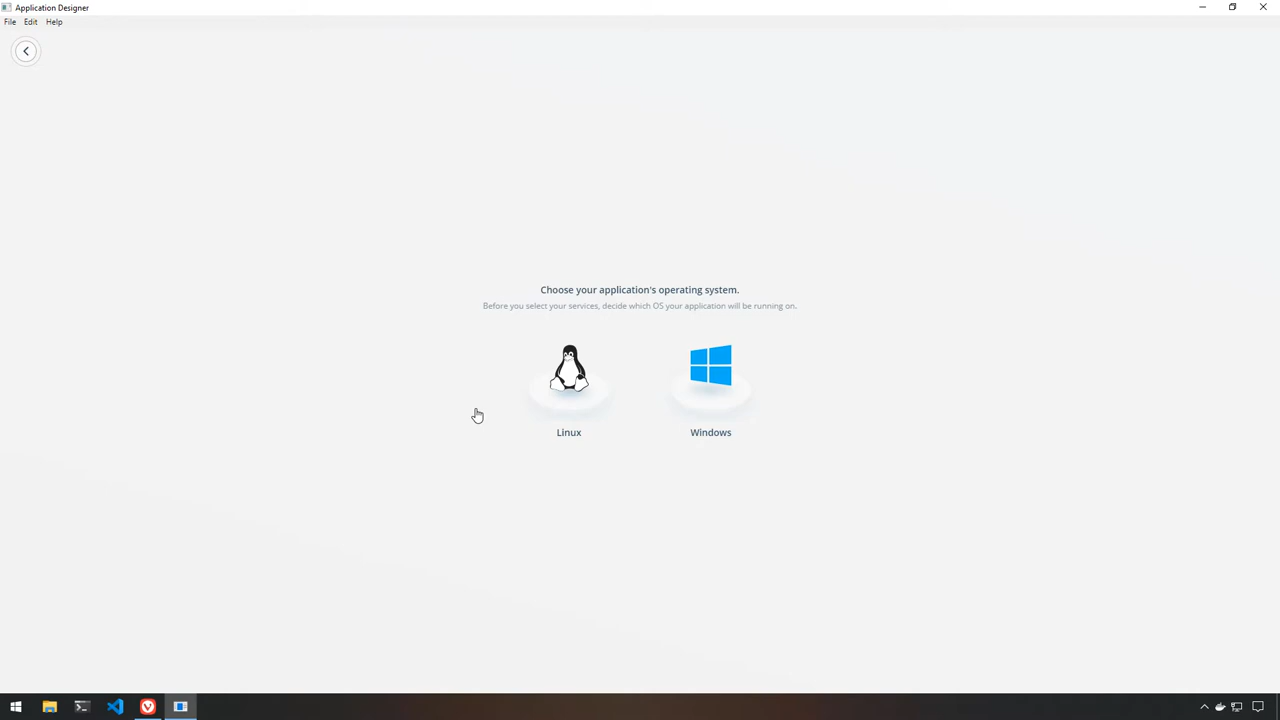 Application Designer
File Edit Help
Choose your application's operating system.
Before you select your services, decide which OS your application will be running on.
Linux Windows